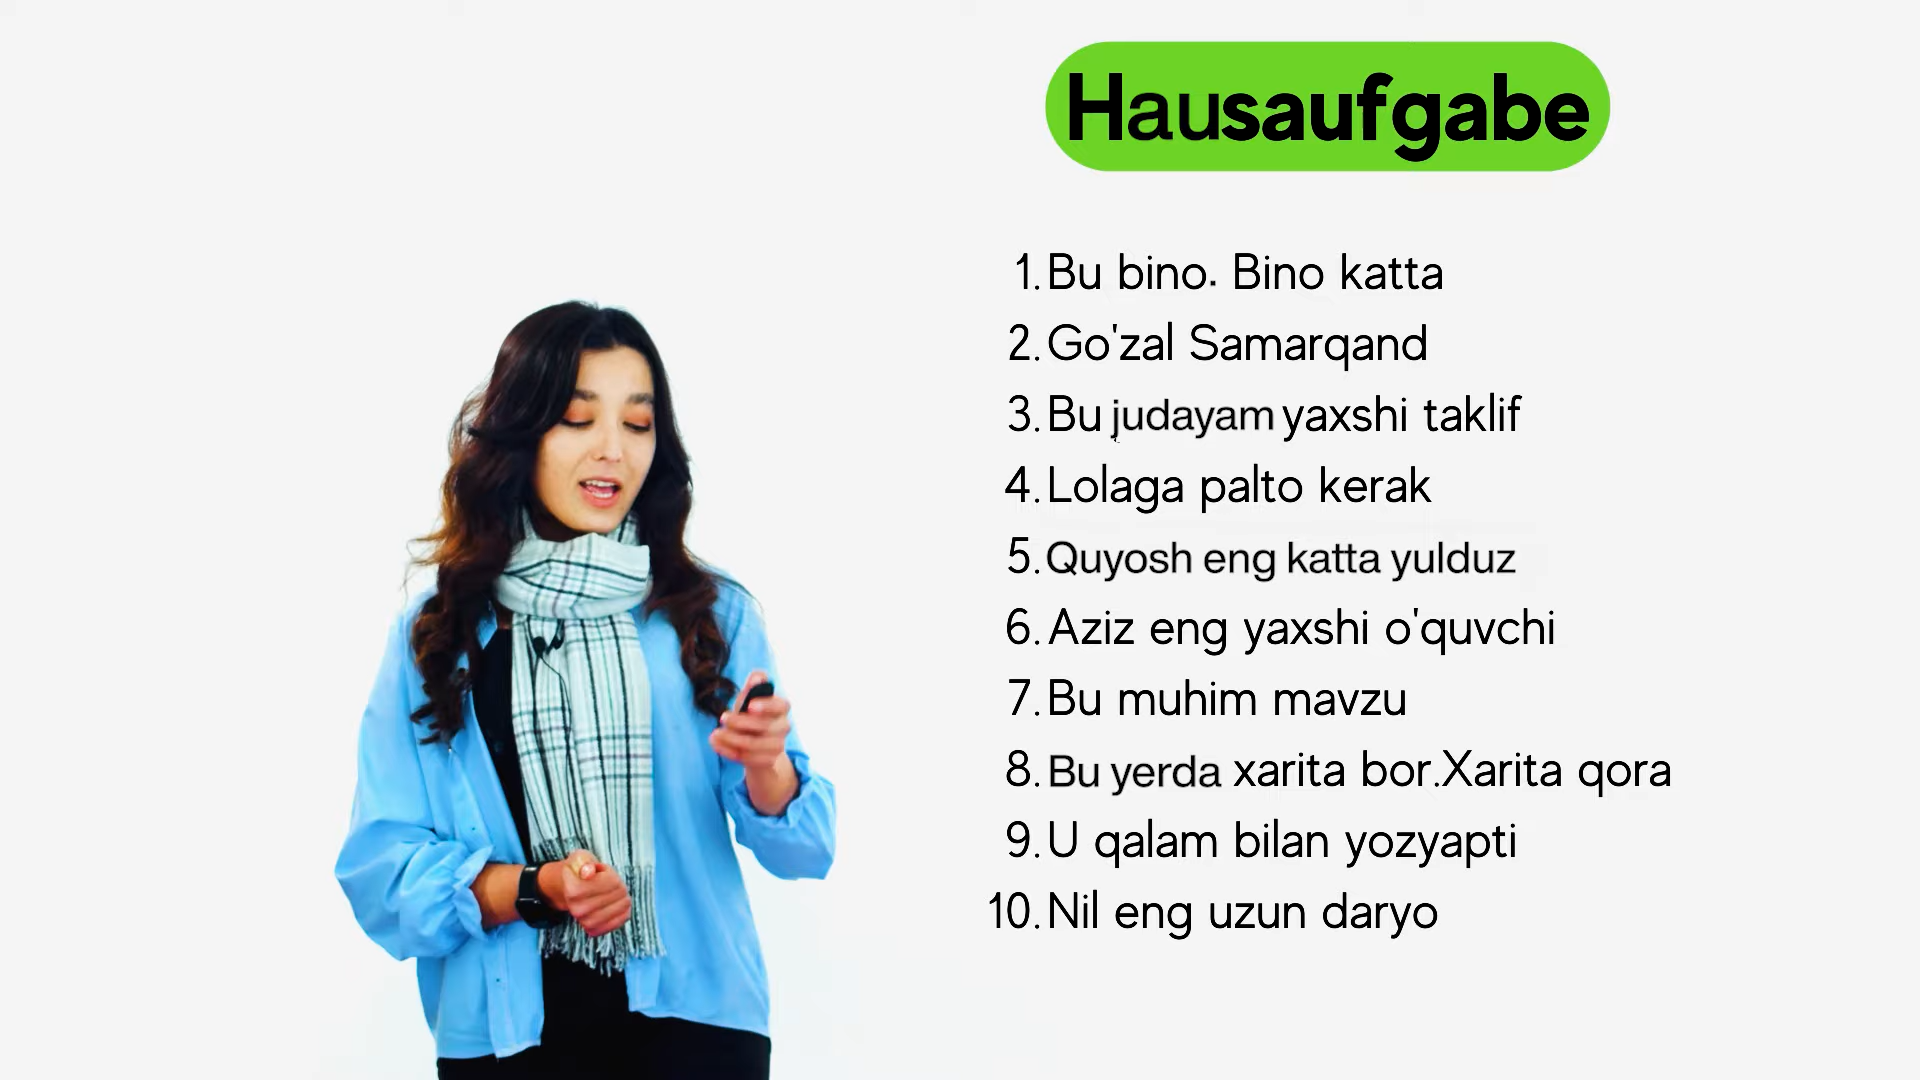 Hausaufgabe
1. Bu bino. Bino katta
2. Go'zal Samarqand
3. Bu judayam yaxshi taklif
4. Lolaga palto kerak
5. Quyosh eng katta yulduz
6. Aziz eng yaxshi o'quvchi
7. Bu muhim mavzu
8. Bu yerda xarita bor.Xarita qora
9. U qalam bilan yozyapti
10. Nil eng uzun daryo